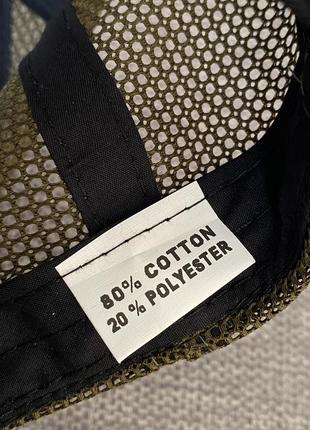 80% COTTON
20 % POLYESTER